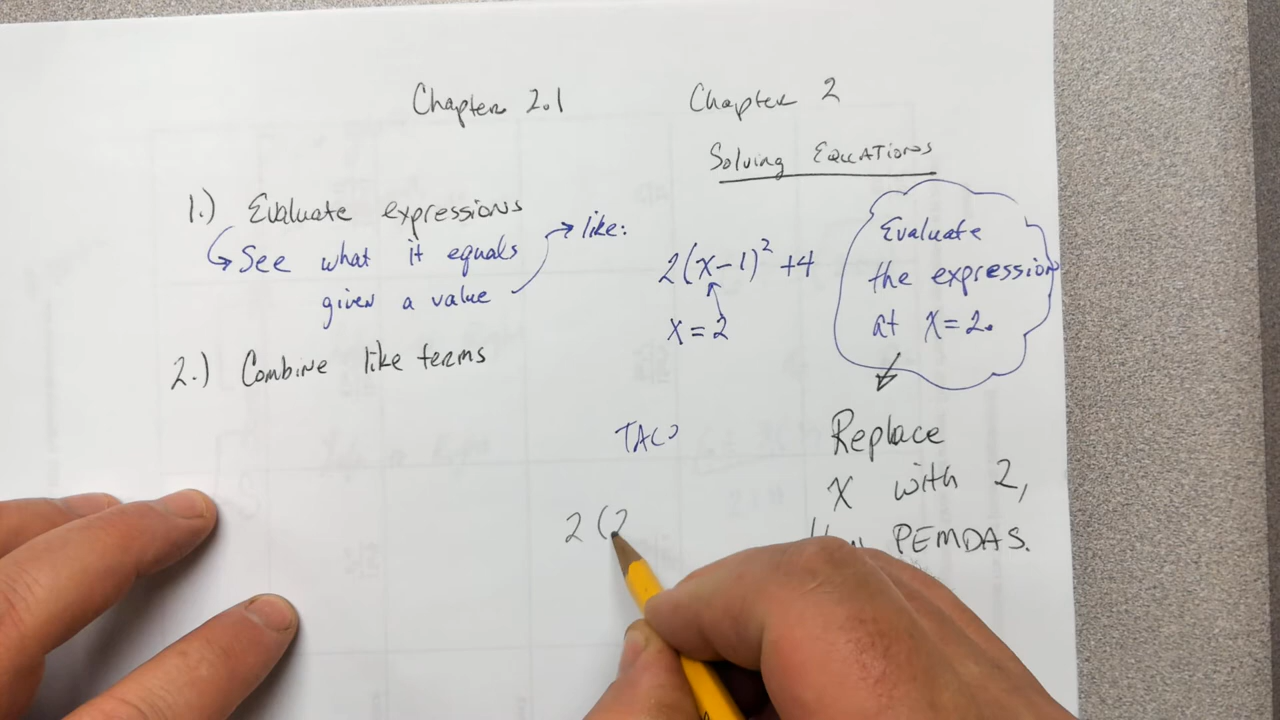 Chapter 2.1
Chapter 2
Solving EquATions
1.) Evaluate expressions
See what it equals
given a value
like:
2(x-1)² +4
x = 2
Evaluate
the expression
at x=2.
2.) Combine like terms
TACO
Replace
x with 2,
PEMDAS.
2(2